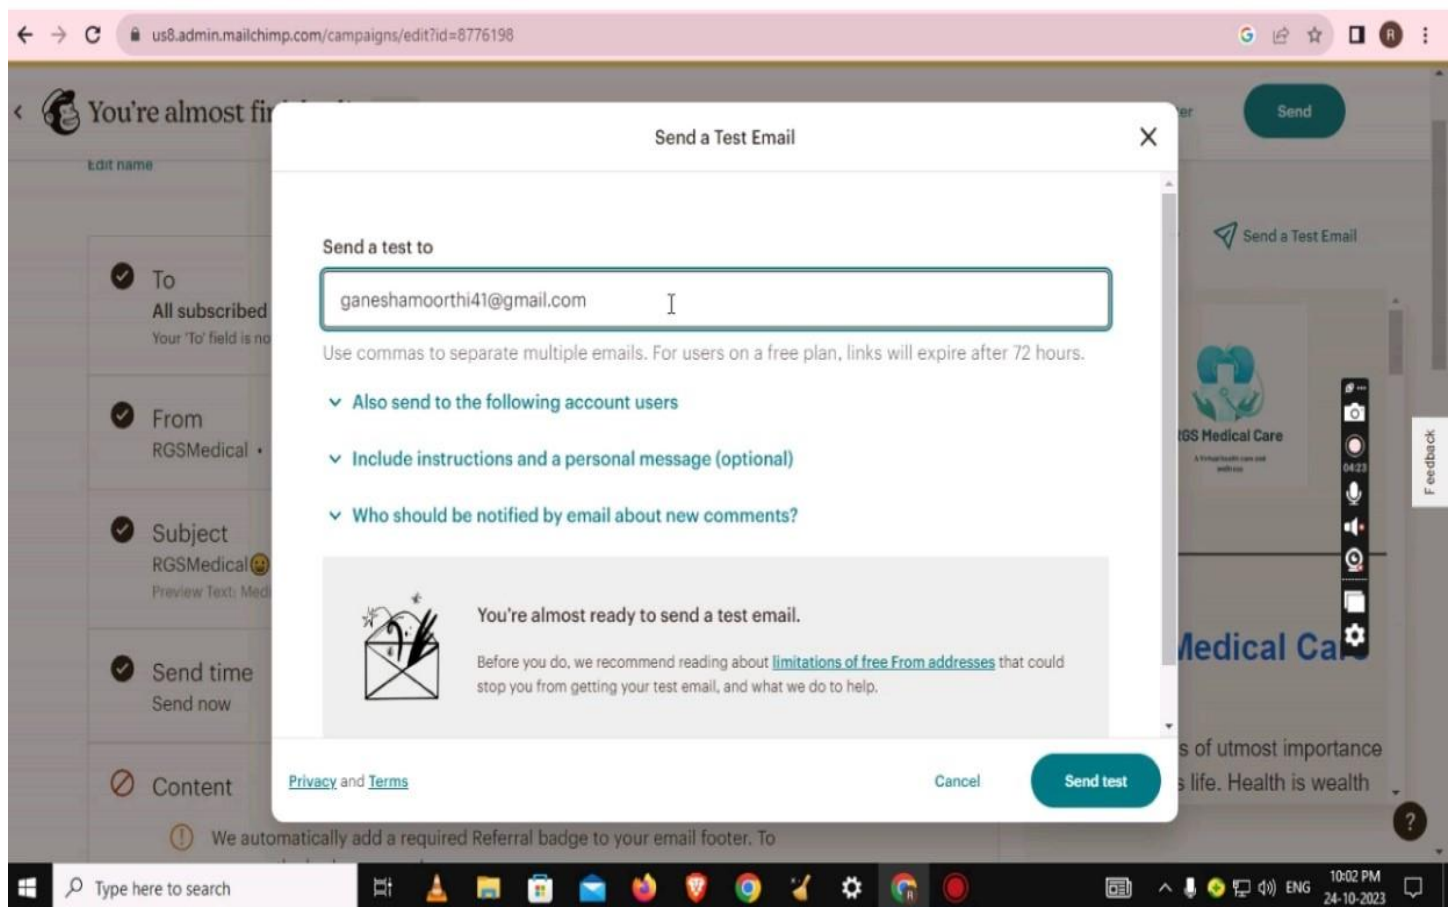 us8.admin.mailchimp.com/campaigns/edit?id=8776198
G
R
You're almost
Send
Edit name
Send a Test Email
Send a Test Email
To
All subscribed
Your 'To' field is no
From
RGSMedical •
Subject
RGSMedical
Preview Text: Medi
Send time
Send now
Content
We automatically add a required Referral badge to your email footer. To
Send a test to
ganeshamoorthi41@gmail.com
Use commas to separate multiple emails. For users on a free plan, links will expire after 72 hours.
Also send to the following account users
Include instructions and a personal message (optional)
Who should be notified by email about new comments?
You're almost ready to send a test email.
Before you do, we recommend reading about limitations of free From addresses that could
stop you from getting your test email, and what we do to help.
Privacy and Terms
Cancel
Send test
RGS Medical Care
04:23
Feedback
Medical Care
s of utmost importance
s life. Health is wealth
?
Type here to search
ENG
10:02 PM
24-10-2023